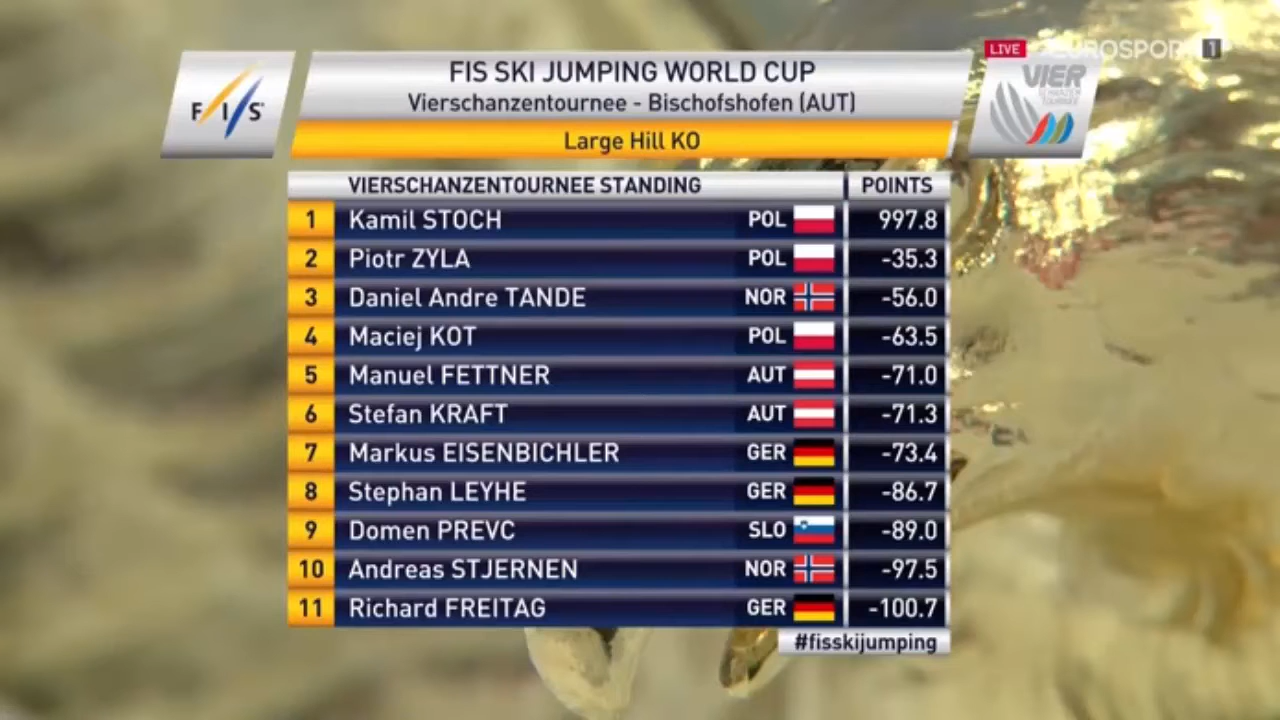 LIVE EUROSPORT 1
FIS
FIS SKI JUMPING WORLD CUP
Vierschanzentournee - Bischofshofen (AUT)
Large Hill KO
VIER
SCHANZEN
TOURNEE
VIERSCHANZENTOURNEE STANDING POINTS
1 Kamil STOCH POL 997.8
2 Piotr ZYLA POL -35.3
3 Daniel Andre TANDE NOR -56.0
4 Maciej KOT POL -63.5
5 Manuel FETTNER AUT -71.0
6 Stefan KRAFT AUT -71.3
7 Markus EISENBICHLER GER -73.4
8 Stephan LEYHE GER -86.7
9 Domen PREVC SLO -89.0
10 Andreas STJERNEN NOR -97.5
11 Richard FREITAG GER -100.7
#fisskijumping